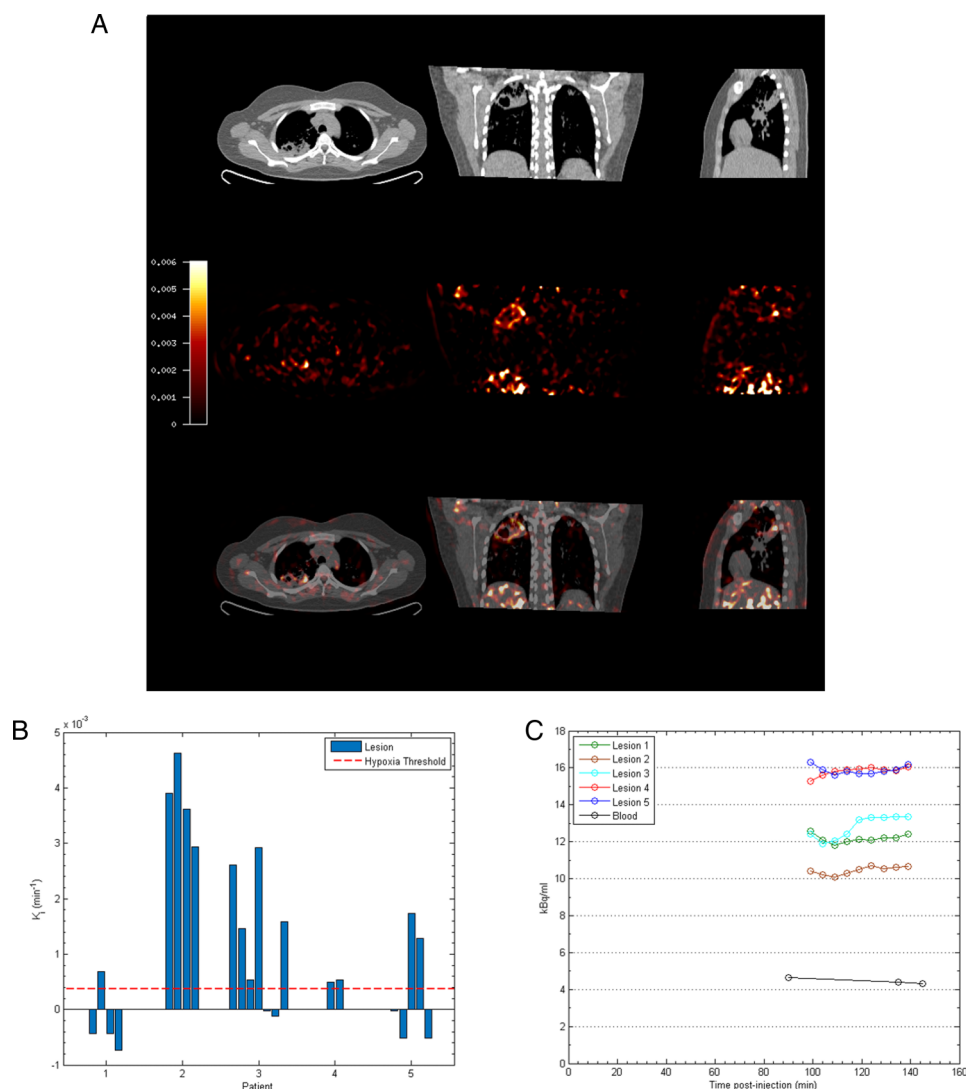 A
0.006
0.005
0.004
0.003
0.002
0.001
0
B
x 10⁻³
5
4
3
2
1
0
-1
Kᵢ (min⁻¹)
Lesion
Hypoxia Threshold
1 2 3 4 5
Patient
C
18
16
14
12
10
8
6
4
2
0
kBq/ml
Lesion 1
Lesion 2
Lesion 3
Lesion 4
Lesion 5
Blood
0 20 40 60 80 100 120 140 160
Time post-injection (min)